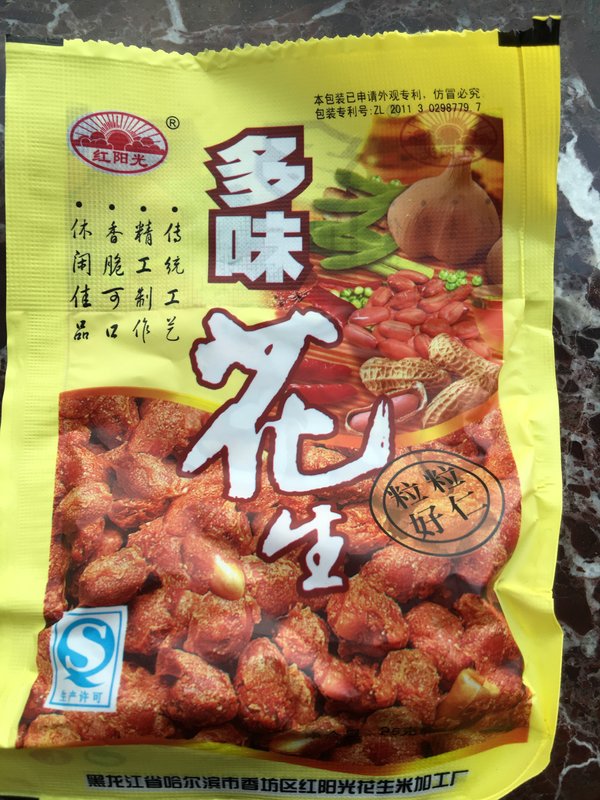 本包装已申请外观专利，仿冒必究
包装专利号:ZL 2011 3 0298779.7
红阳光®
多味
花生
·传统工艺
·精工制作
·香脆可口
·休闲佳品
粒粒
好仁
生产许可
黑龙江省哈尔滨市香坊区红阳光花生米加工厂